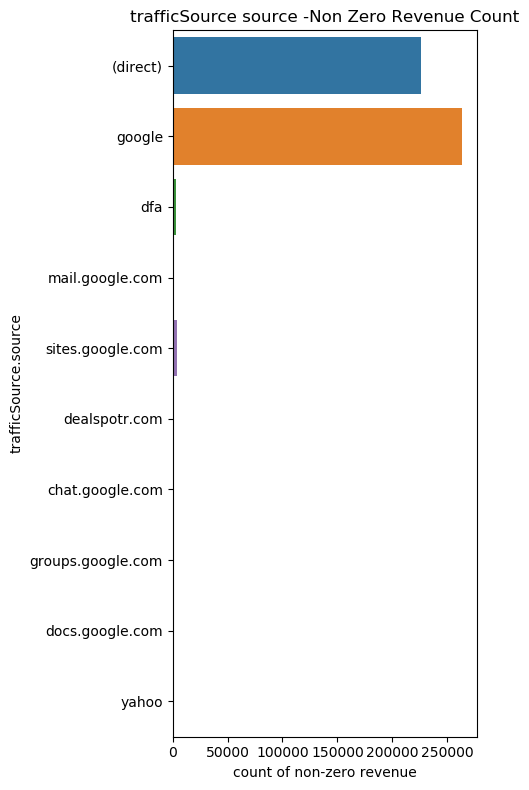 trafficSource source -Non Zero Revenue Count
(direct)
google
dfa
mail.google.com
sites.google.com
dealspotr.com
chat.google.com
groups.google.com
docs.google.com
yahoo
trafficSource.source
0 50000 100000 150000 200000 250000
count of non-zero revenue